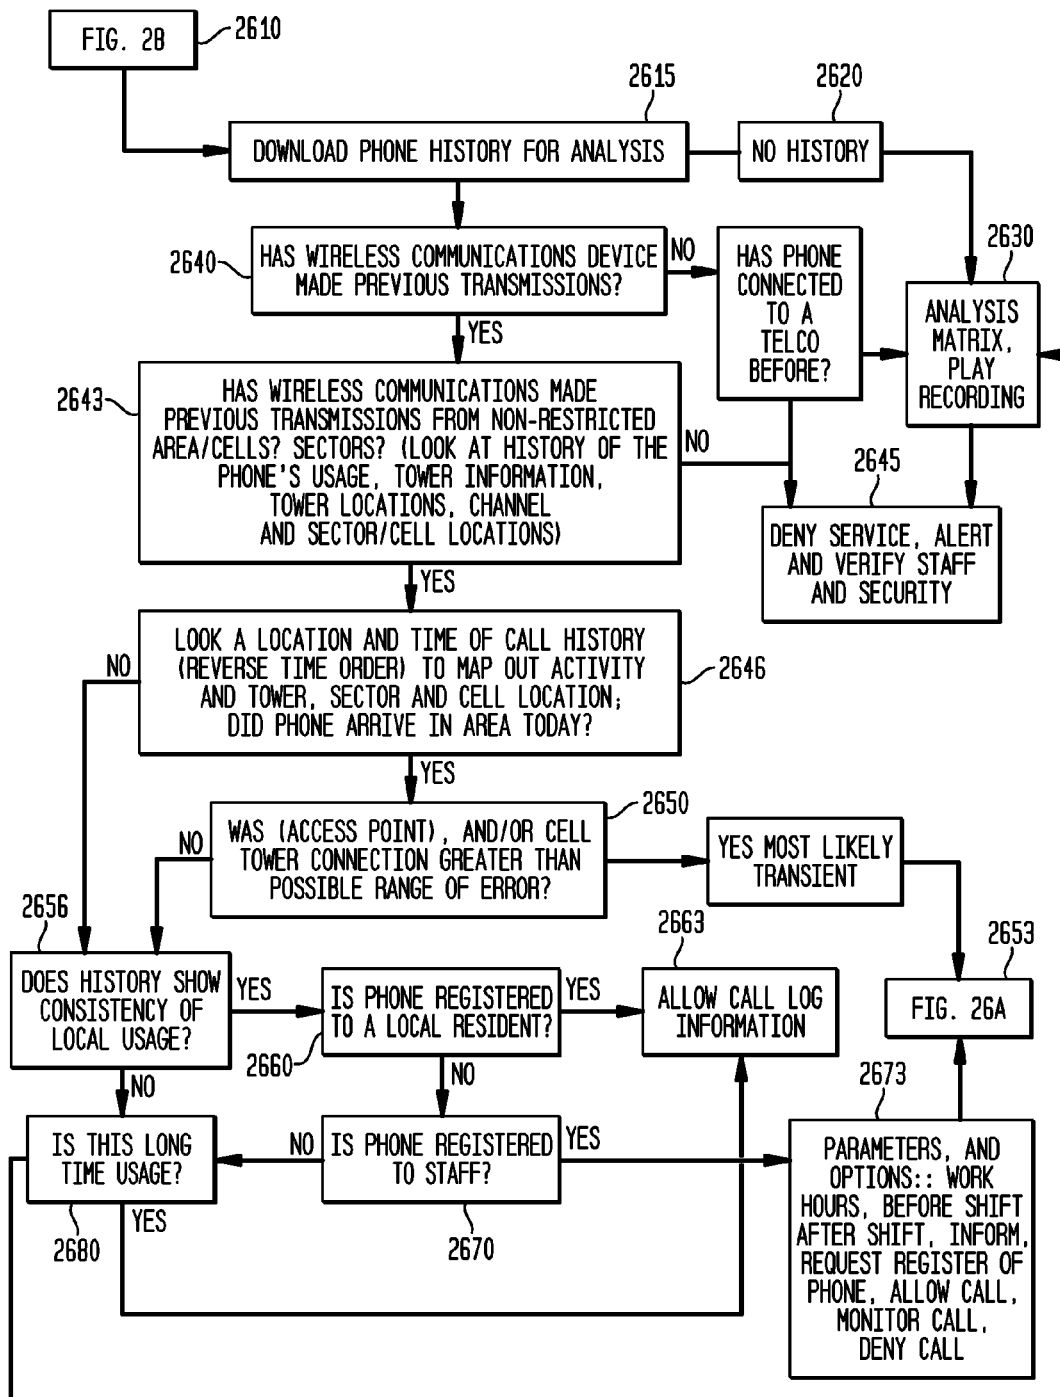 FIG. 2B
2610
2615
2620
DOWNLOAD PHONE HISTORY FOR ANALYSIS
NO HISTORY
2640
HAS WIRELESS COMMUNICATIONS DEVICE
MADE PREVIOUS TRANSMISSIONS?
NO
HAS PHONE
CONNECTED
TO A
TELCO
BEFORE?
2630
ANALYSIS
MATRIX,
PLAY
RECORDING
YES
2643
HAS WIRELESS COMMUNICATIONS MADE
PREVIOUS TRANSMISSIONS FROM NON-RESTRICTED
AREA/CELLS? SECTORS? (LOOK AT HISTORY OF THE
PHONE'S USAGE, TOWER INFORMATION,
TOWER LOCATIONS, CHANNEL
AND SECTOR/CELL LOCATIONS)
NO
2645
DENY SERVICE, ALERT
AND VERIFY STAFF
AND SECURITY
YES
NO
LOOK A LOCATION AND TIME OF CALL HISTORY
(REVERSE TIME ORDER) TO MAP OUT ACTIVITY
AND TOWER, SECTOR AND CELL LOCATION;
DID PHONE ARRIVE IN AREA TODAY?
2646
YES
NO
WAS (ACCESS POINT), AND/OR CELL
TOWER CONNECTION GREATER THAN
POSSIBLE RANGE OF ERROR?
2650
YES MOST LIKELY
TRANSIENT
2656
DOES HISTORY SHOW
CONSISTENCY OF
LOCAL USAGE?
YES
IS PHONE REGISTERED
TO A LOCAL RESIDENT?
2660
YES
2663
ALLOW CALL LOG
INFORMATION
2653
FIG. 26A
NO
NO
IS THIS LONG
TIME USAGE?
2680
YES
NO
IS PHONE REGISTERED
TO STAFF?
2670
YES
2673
PARAMETERS, AND
OPTIONS:: WORK
HOURS, BEFORE SHIFT
AFTER SHIFT, INFORM,
REQUEST REGISTER OF
PHONE, ALLOW CALL,
MONITOR CALL,
DENY CALL